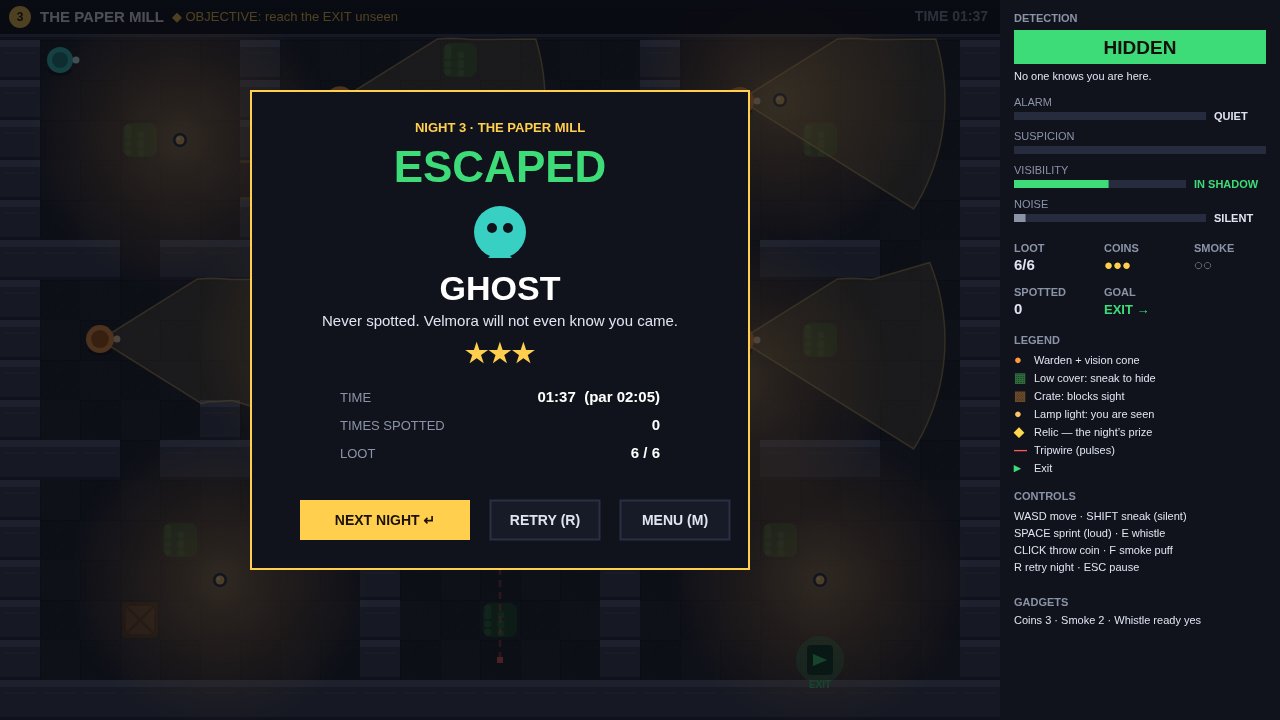 3 THE PAPER MILL ◆ OBJECTIVE: reach the EXIT unseen TIME 01:37
NIGHT 3 · THE PAPER MILL
ESCAPED
GHOST
Never spotted. Velmora will not even know you came.
★★★
TIME 01:37 (par 02:05)
TIMES SPOTTED 0
LOOT 6 / 6
NEXT NIGHT ↵ RETRY (R) MENU (M)
EXIT
DETECTION
HIDDEN
No one knows you are here.
ALARM
QUIET
SUSPICION
VISIBILITY
IN SHADOW
NOISE
SILENT
LOOT COINS SMOKE
6/6 ●●● ○○
SPOTTED GOAL
0 EXIT →
LEGEND
Warden + vision cone
Low cover: sneak to hide
Crate: blocks sight
Lamp light: you are seen
Relic — the night's prize
Tripwire (pulses)
Exit
CONTROLS
WASD move · SHIFT sneak (silent)
SPACE sprint (loud) · E whistle
CLICK throw coin · F smoke puff
R retry night · ESC pause
GADGETS
Coins 3 · Smoke 2 · Whistle ready yes